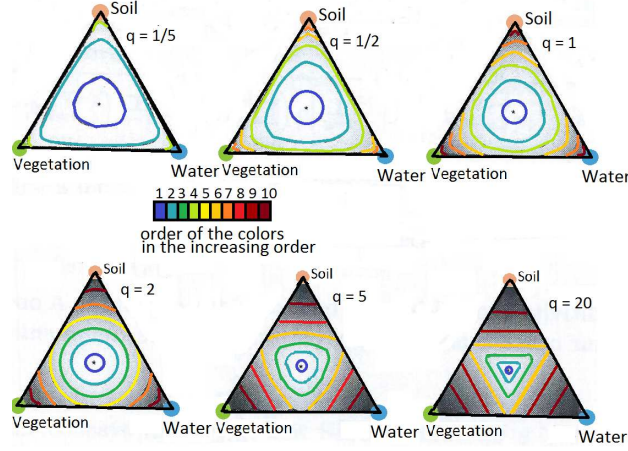 Soil
q = 1/5
Vegetation
Water
Soil
q = 1/2
Vegetation
Water
Soil
q = 1
Vegetation
Water
1 2 3 4 5 6 7 8 9 10
order of the colors
in the increasing order
Soil
q = 2
Vegetation
Water
Soil
q = 5
Vegetation
Water
Soil
q = 20
Vegetation
Water